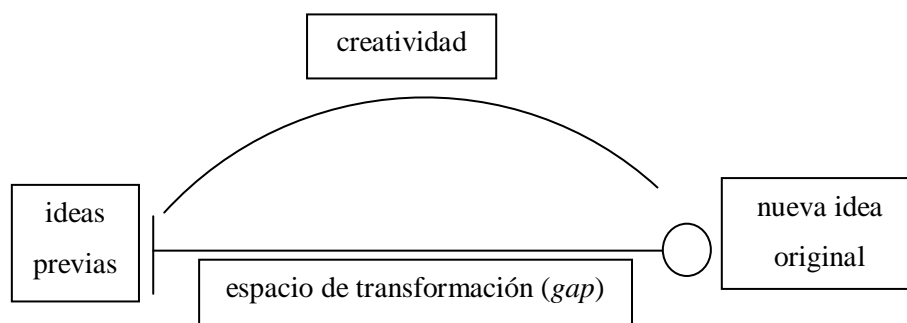 creatividad
ideas
previas
nueva idea
original
espacio de transformación (gap)